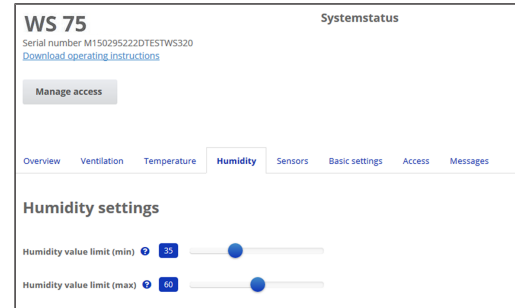 WS 75
Systemstatus
Serial number M150295222DTESTWS320
Download operating instructions
Manage access
Overview Ventilation Temperature Humidity Sensors Basic settings Access Messages
Humidity settings
Humidity value limit (min) ? 35
Humidity value limit (max) ? 60